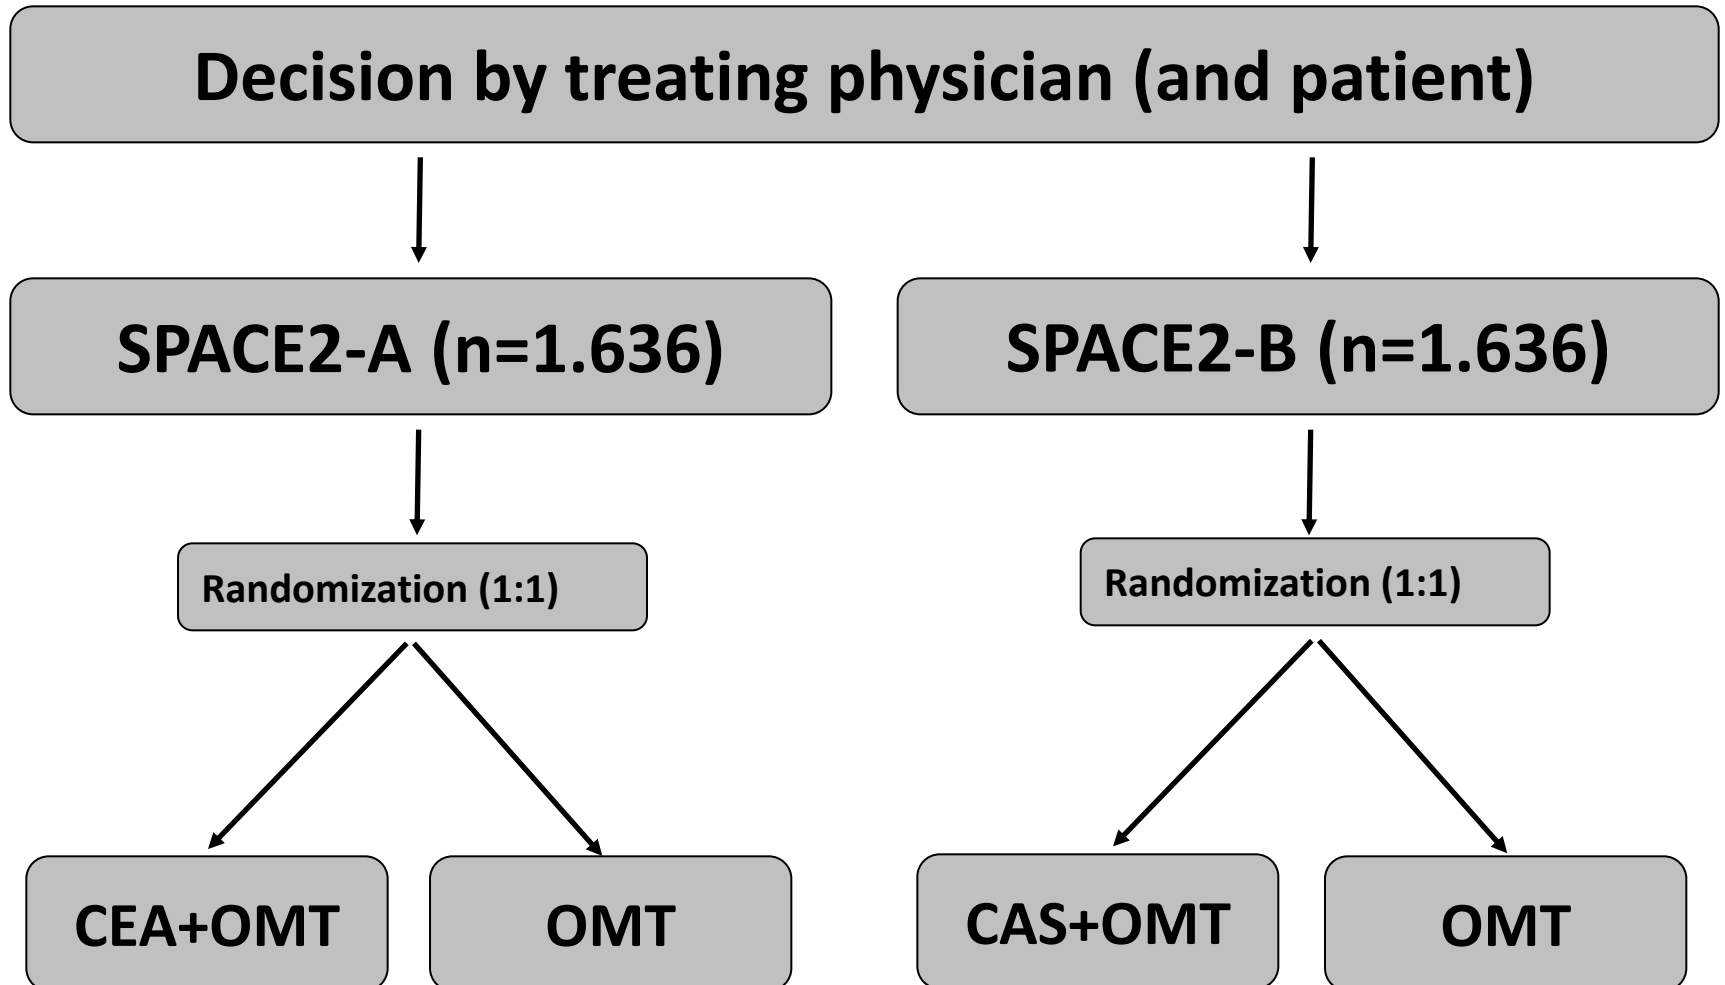 Decision by treating physician (and patient)
SPACE2-A (n=1.636)
SPACE2-B (n=1.636)
Randomization (1:1)
Randomization (1:1)
CEA+OMT
OMT
CAS+OMT
OMT